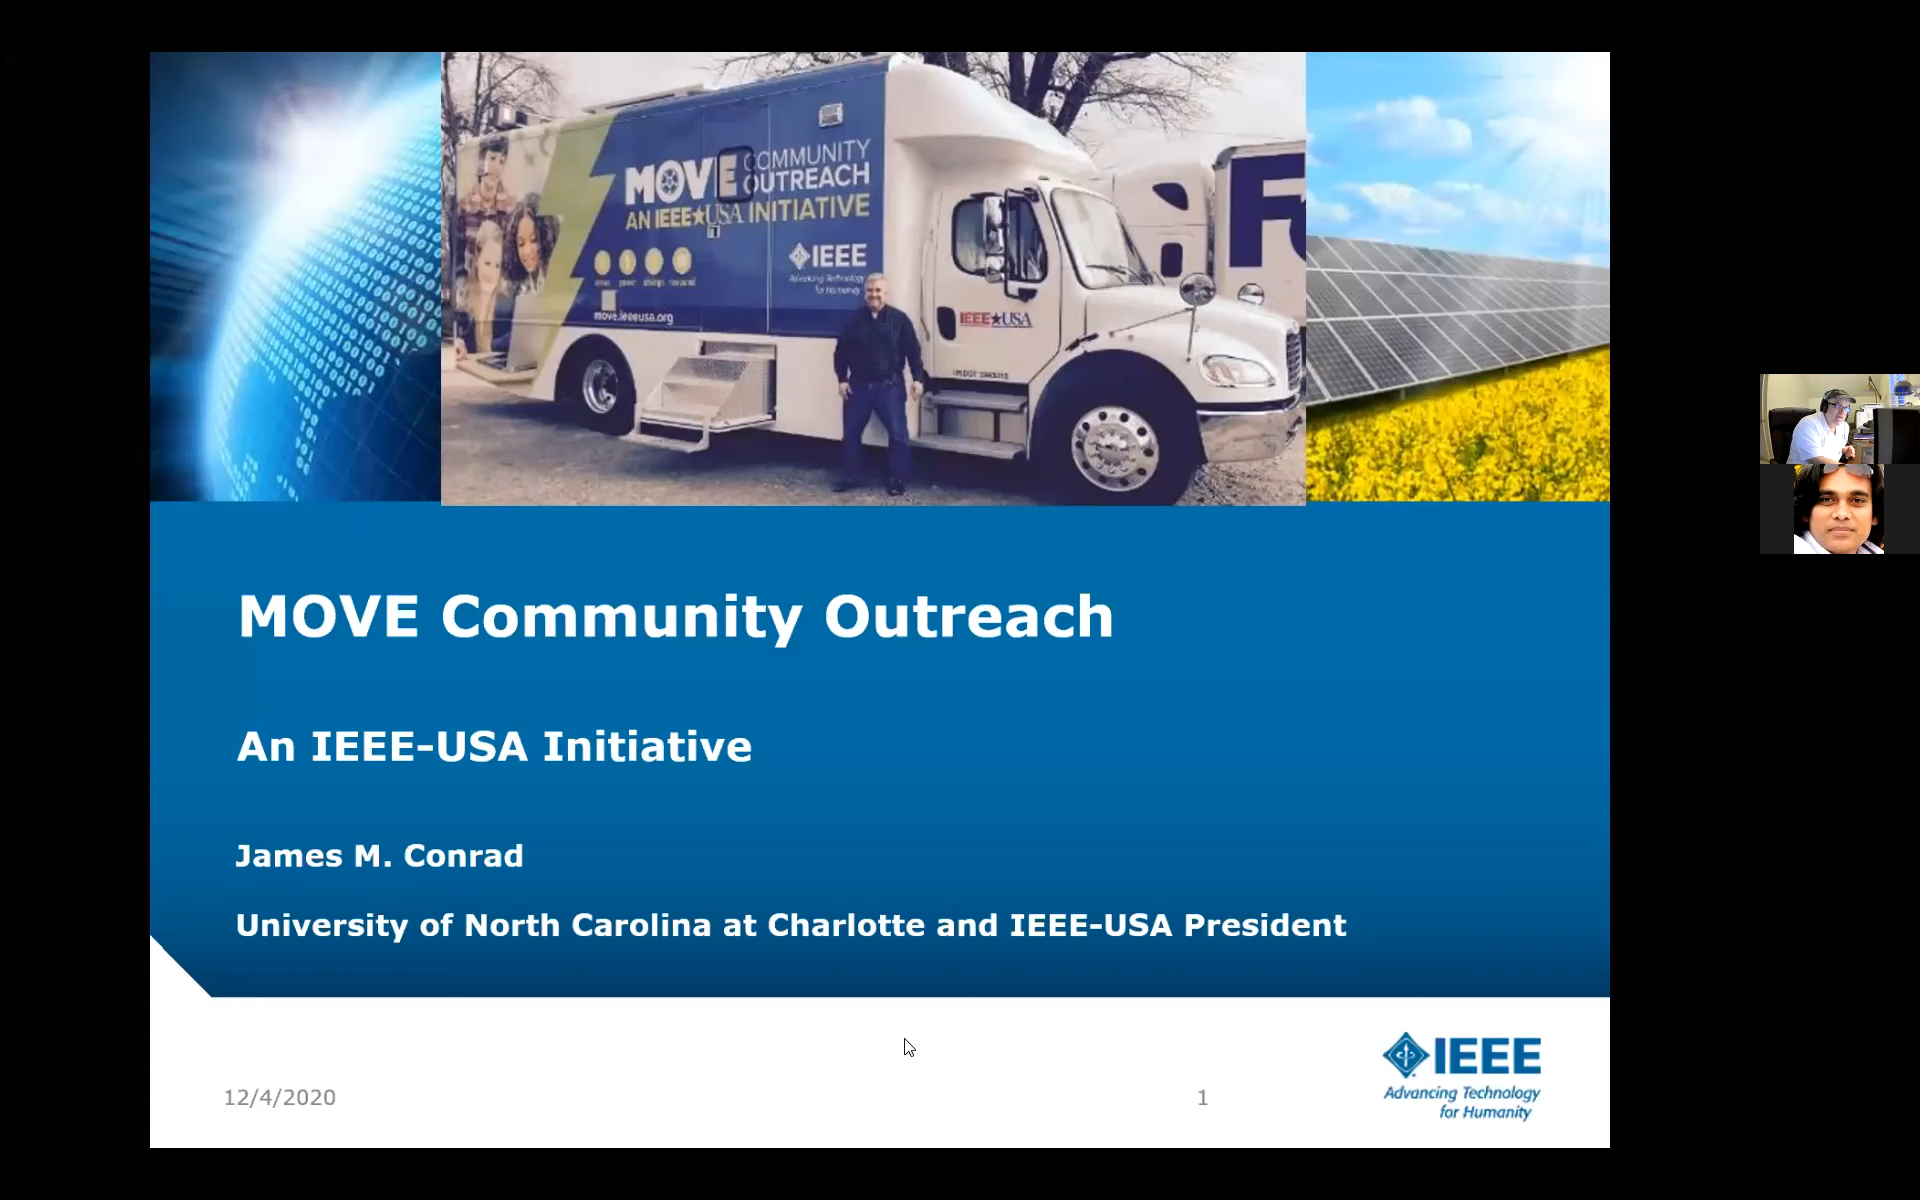 MOVE COMMUNITY
OUTREACH
AN IEEE★USA INITIATIVE
IEEE
Advancing Technology
for Humanity
move.ieeeusa.org
IEEE★USA
MOVE Community Outreach
An IEEE-USA Initiative
James M. Conrad
University of North Carolina at Charlotte and IEEE-USA President
12/4/2020
1
IEEE
Advancing Technology
for Humanity